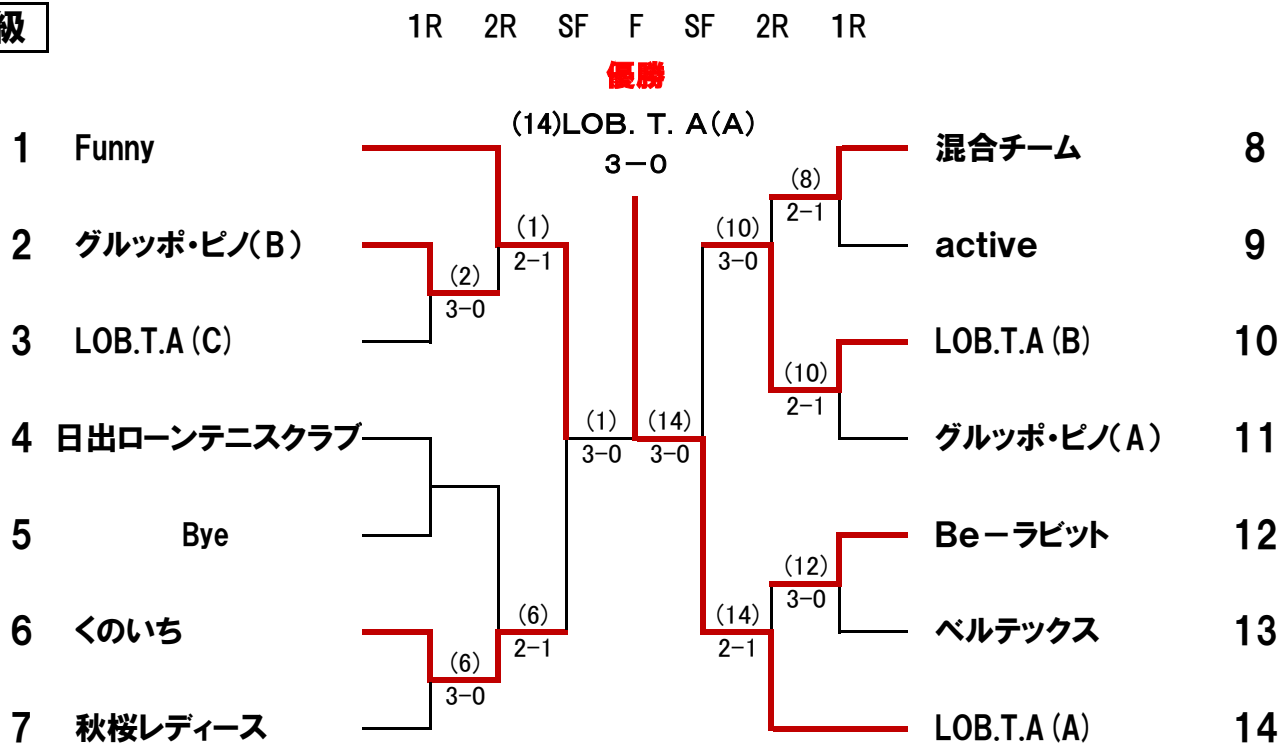 級
1R 2R SF F SF 2R 1R
優勝
(14)LOB. T. A(A)
3-0
1 Funny
混合チーム 8
(8)
2-1
(1)
2-1
(10)
3-0
2 グルッポ・ピノ(B)
active 9
(2)
3-0
3 LOB.T.A (C)
LOB.T.A (B) 10
(10)
2-1
4 日出ローンテニスクラブ
(1)
3-0
(14)
3-0
グルッポ・ピノ(A) 11
5 Bye
Be-ラビット 12
(12)
3-0
6 くのいち
(6)
2-1
(14)
2-1
ベルテックス 13
(6)
3-0
7 秋桜レディース
LOB.T.A (A) 14